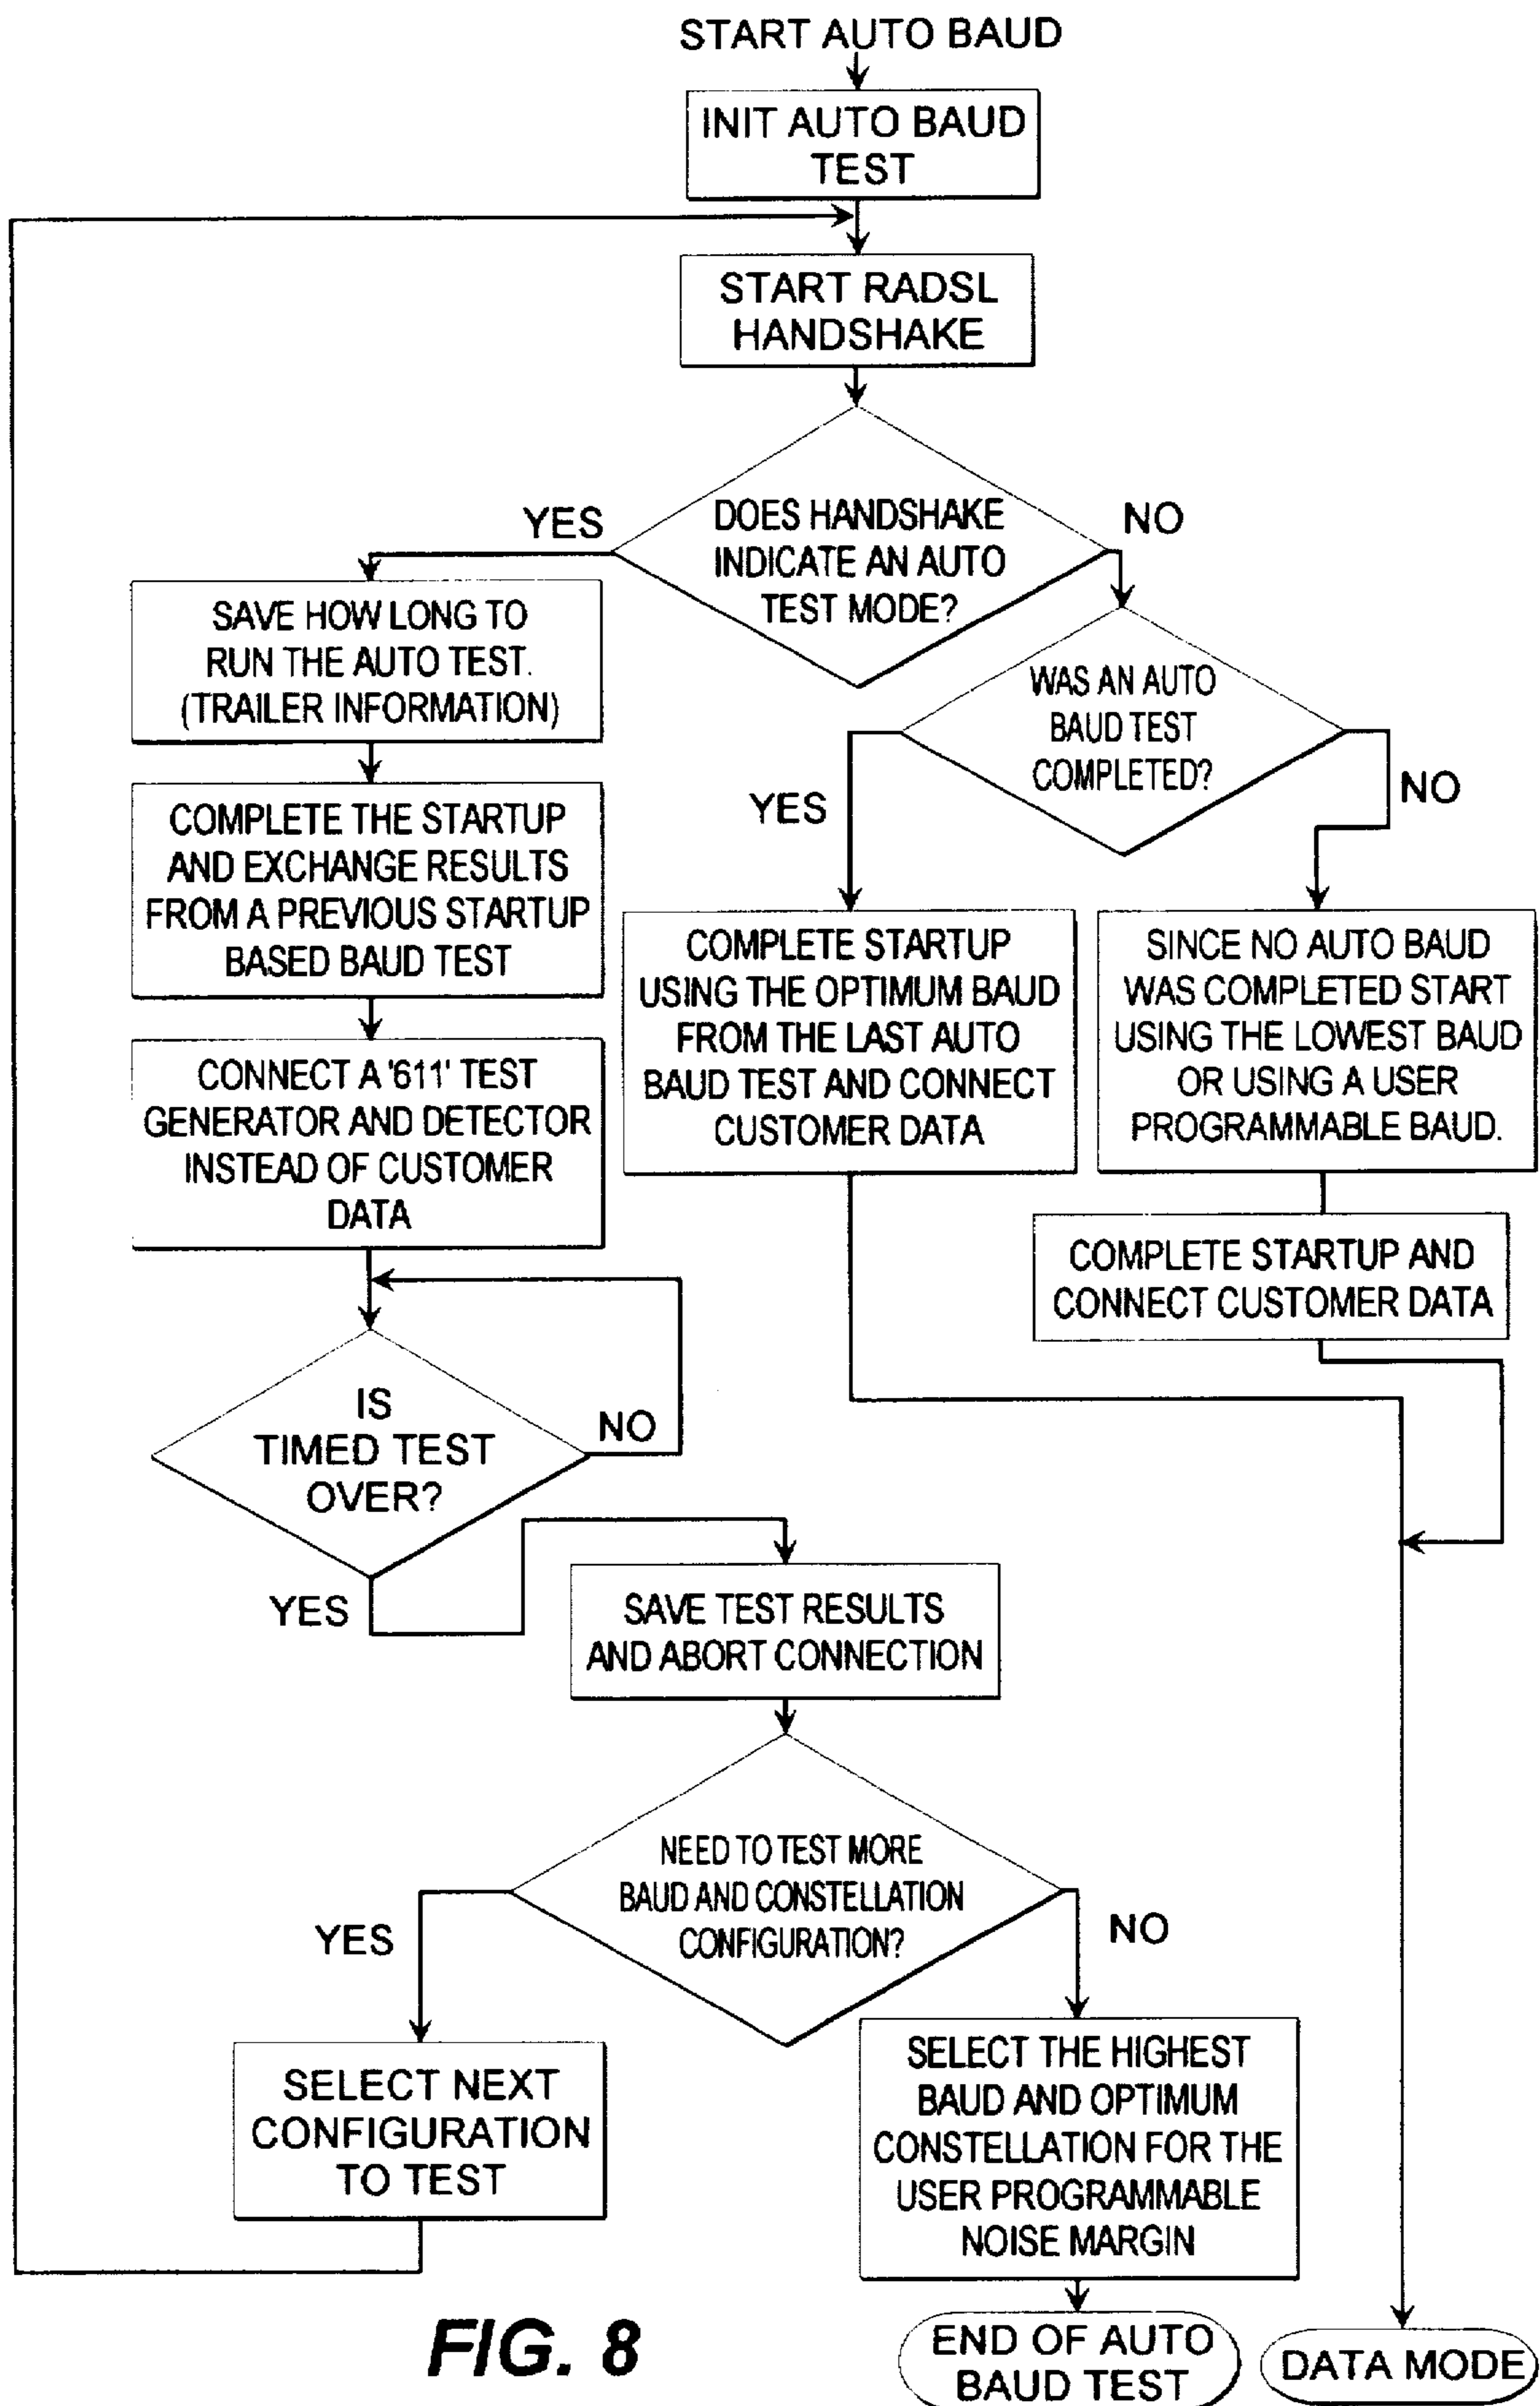 START AUTO BAUD
INIT AUTO BAUD
TEST
START RADSL
HANDSHAKE
DOES HANDSHAKE
INDICATE AN AUTO
TEST MODE?
YES
NO
SAVE HOW LONG TO
RUN THE AUTO TEST.
(TRAILER INFORMATION)
WAS AN AUTO
BAUD TEST
COMPLETED?
YES
NO
COMPLETE THE STARTUP
AND EXCHANGE RESULTS
FROM A PREVIOUS STARTUP
BASED BAUD TEST
COMPLETE STARTUP
USING THE OPTIMUM BAUD
FROM THE LAST AUTO
BAUD TEST AND CONNECT
CUSTOMER DATA
SINCE NO AUTO BAUD
WAS COMPLETED START
USING THE LOWEST BAUD
OR USING A USER
PROGRAMMABLE BAUD.
CONNECT A '611' TEST
GENERATOR AND DETECTOR
INSTEAD OF CUSTOMER
DATA
COMPLETE STARTUP AND
CONNECT CUSTOMER DATA
IS
TIMED TEST
OVER?
NO
YES
SAVE TEST RESULTS
AND ABORT CONNECTION
NEED TO TEST MORE
BAUD AND CONSTELLATION
CONFIGURATION?
YES
NO
SELECT NEXT
CONFIGURATION
TO TEST
SELECT THE HIGHEST
BAUD AND OPTIMUM
CONSTELLATION FOR THE
USER PROGRAMMABLE
NOISE MARGIN
END OF AUTO
BAUD TEST
DATA MODE
FIG. 8